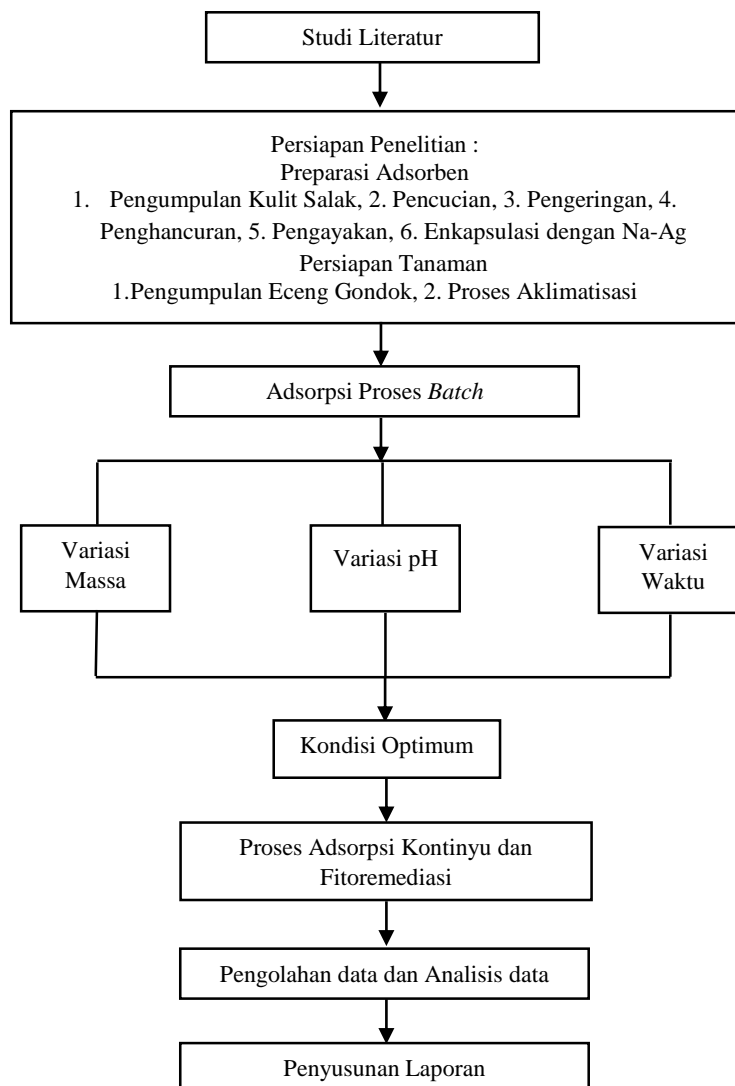 Studi Literatur
Persiapan Penelitian :
Preparasi Adsorben
1. Pengumpulan Kulit Salak, 2. Pencucian, 3. Pengeringan, 4.
Penghancuran, 5. Pengayakan, 6. Enkapsulasi dengan Na-Ag
Persiapan Tanaman
1.Pengumpulan Eceng Gondok, 2. Proses Aklimatisasi
Adsorpsi Proses Batch
Variasi
Massa
Variasi pH
Variasi
Waktu
Kondisi Optimum
Proses Adsorpsi Kontinyu dan
Fitoremediasi
Pengolahan data dan Analisis data
Penyusunan Laporan